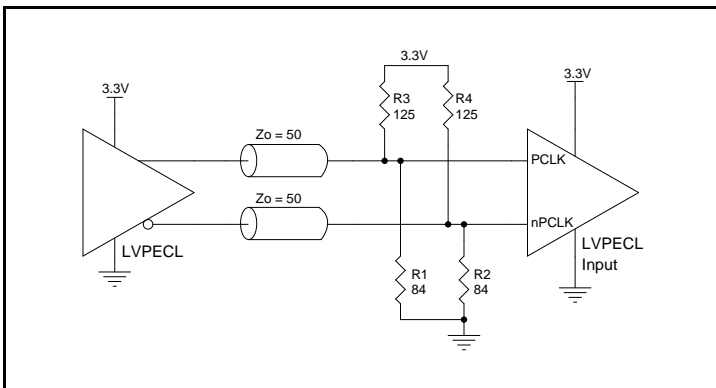 3.3V
3.3V
3.3V
R3
125
R4
125
Zo = 50
PCLK
Zo = 50
nPCLK
LVPECL
LVPECL
Input
R1
84
R2
84